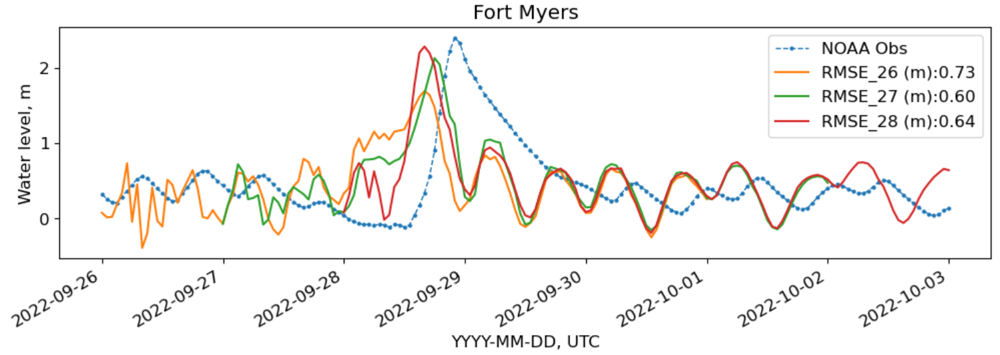 Fort Myers
Water level, m
2
1
0
NOAA Obs
RMSE_26 (m):0.73
RMSE_27 (m):0.60
RMSE_28 (m):0.64
2022-09-26
2022-09-27
2022-09-28
2022-09-29
2022-09-30
2022-10-01
2022-10-02
2022-10-03
YYYY-MM-DD, UTC